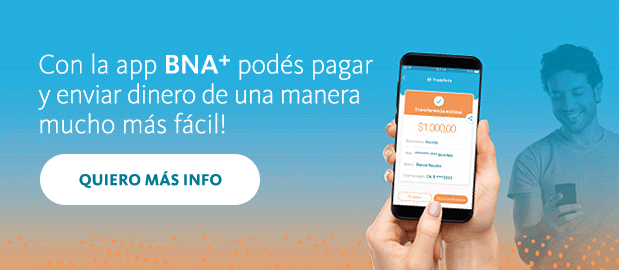 Con la app BNA+ podés pagar
y enviar dinero de una manera
mucho más fácil!
QUIERO MÁS INFO
Transferir
Transferencia exitosa
$1.000,00